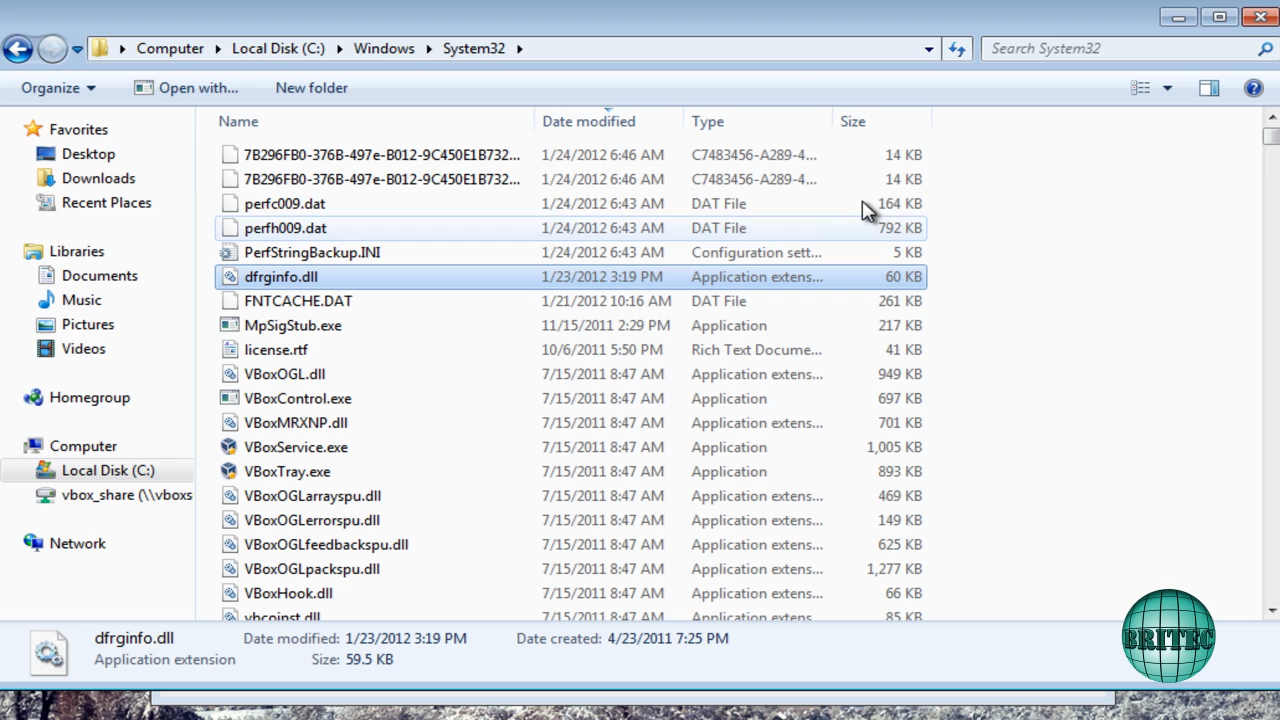 Computer Local Disk (C:) Windows System32 Search System32
Organize Open with... New folder
Name Date modified Type Size
Favorites
Desktop
Downloads
Recent Places
Libraries
Documents
Music
Pictures
Videos
Homegroup
Computer
Local Disk (C:)
vbox_share (\\vboxs
Network
7B296FB0-376B-497e-B012-9C450E1B732... 1/24/2012 6:46 AM C7483456-A289-4... 14 KB
7B296FB0-376B-497e-B012-9C450E1B732... 1/24/2012 6:46 AM C7483456-A289-4... 14 KB
perfc009.dat 1/24/2012 6:43 AM DAT File 164 KB
perfh009.dat 1/24/2012 6:43 AM DAT File 792 KB
PerfStringBackup.INI 1/24/2012 6:43 AM Configuration sett... 5 KB
dfrginfo.dll 1/23/2012 3:19 PM Application extens... 60 KB
FNTCACHE.DAT 1/21/2012 10:16 AM DAT File 261 KB
MpSigStub.exe 11/15/2011 2:29 PM Application 217 KB
license.rtf 10/6/2011 5:50 PM Rich Text Docume... 41 KB
VBoxOGL.dll 7/15/2011 8:47 AM Application extens... 949 KB
VBoxControl.exe 7/15/2011 8:47 AM Application 697 KB
VBoxMRXNP.dll 7/15/2011 8:47 AM Application extens... 701 KB
VBoxService.exe 7/15/2011 8:47 AM Application 1,005 KB
VBoxTray.exe 7/15/2011 8:47 AM Application 893 KB
VBoxOGLarrayspu.dll 7/15/2011 8:47 AM Application extens... 469 KB
VBoxOGLerrorspu.dll 7/15/2011 8:47 AM Application extens... 149 KB
VBoxOGLfeedbackspu.dll 7/15/2011 8:47 AM Application extens... 625 KB
VBoxOGLpackspu.dll 7/15/2011 8:47 AM Application extens... 1,277 KB
VBoxHook.dll 7/15/2011 8:47 AM Application extens... 66 KB
vbcoinst.dll 7/15/2011 8:47 AM Application extens... 85 KB
dfrginfo.dll Date modified: 1/23/2012 3:19 PM Date created: 4/23/2011 7:25 PM
Application extension Size: 59.5 KB
BRITEC